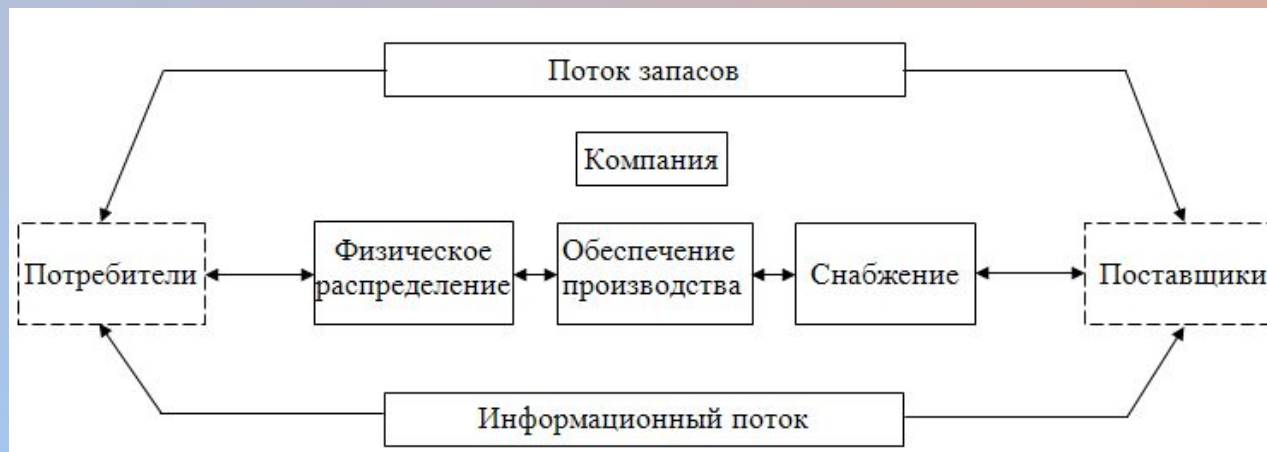 Поток запасов
Компания
Потребители
Физическое
распределение
Обеспечение
производства
Снабжение
Поставщики
Информационный поток